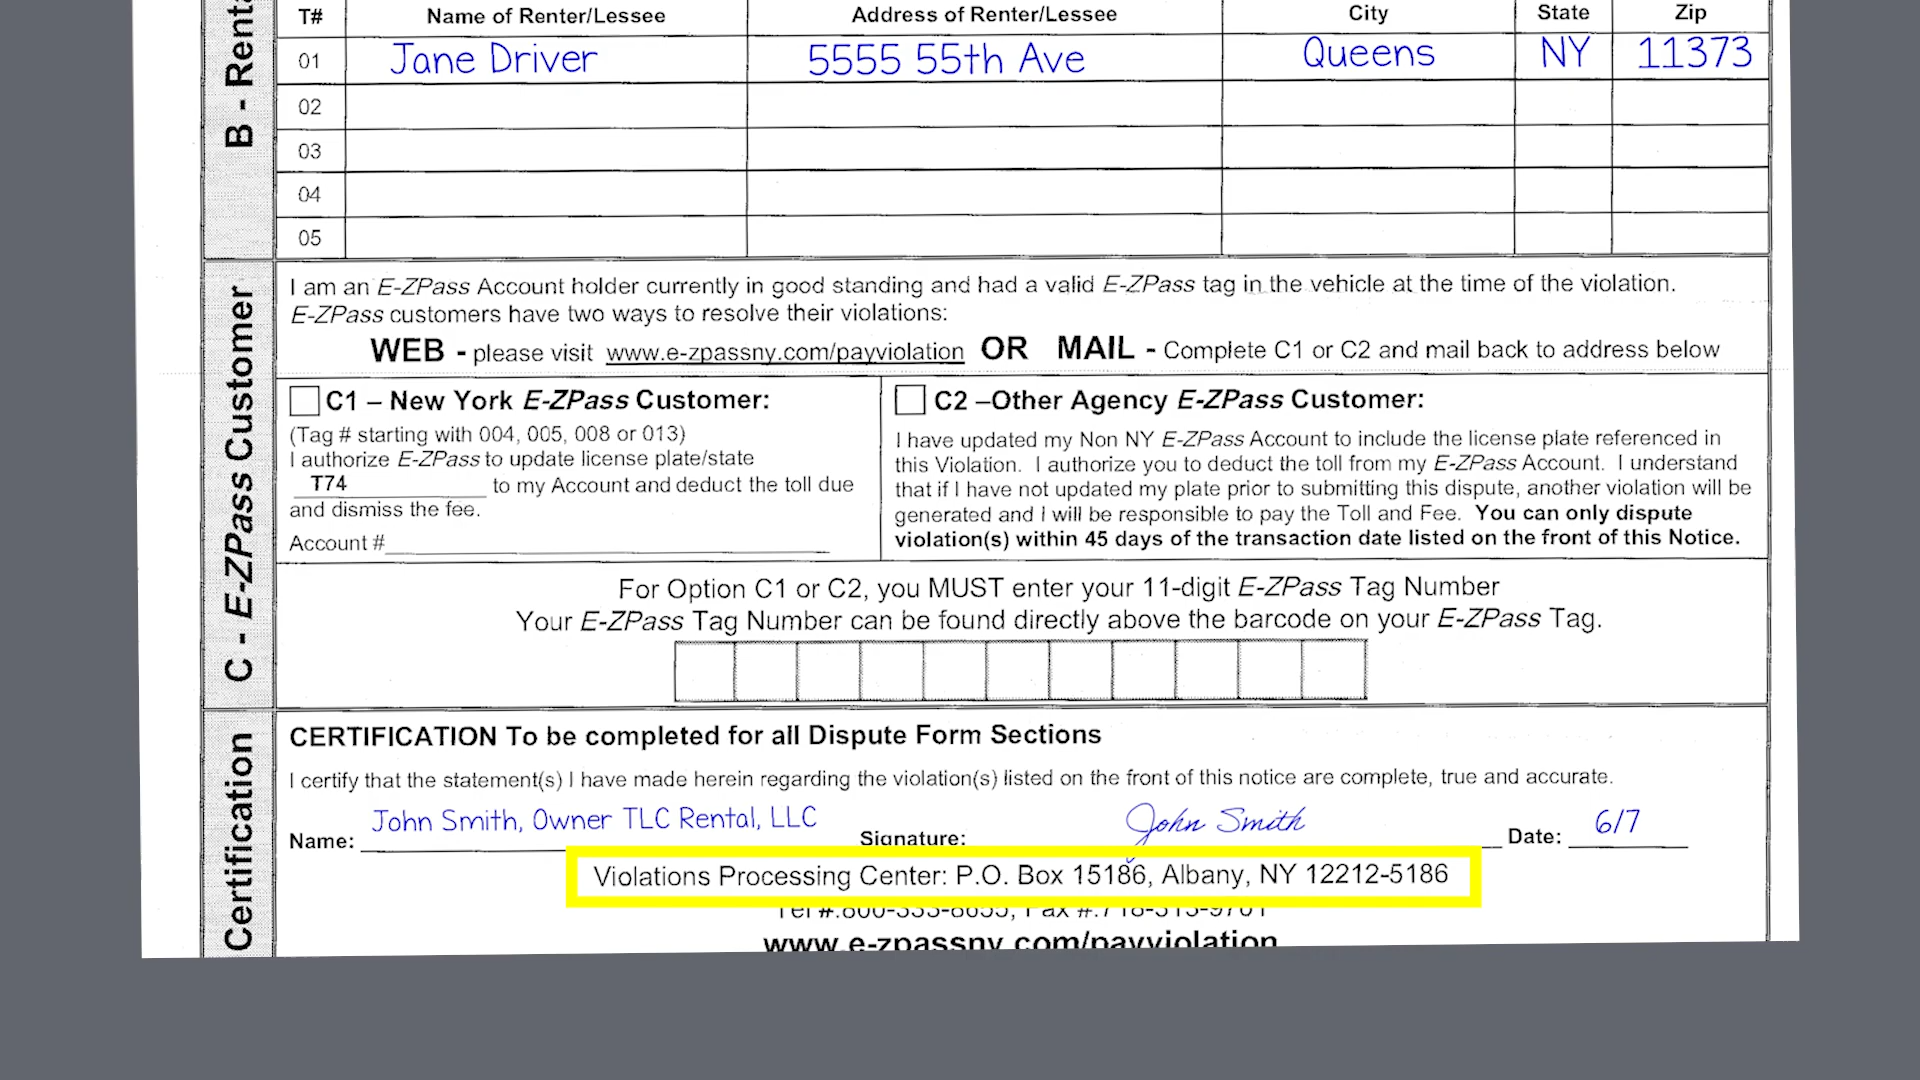 B - Renta
T# Name of Renter/Lessee Address of Renter/Lessee City State Zip
01 Jane Driver 5555 55th Ave Queens NY 11373
02
03
04
05
C - E-ZPass Customer
I am an E-ZPass Account holder currently in good standing and had a valid E-ZPass tag in the vehicle at the time of the violation.
E-ZPass customers have two ways to resolve their violations:
WEB - please visit www.e-zpassny.com/payviolation OR MAIL - Complete C1 or C2 and mail back to address below
C1 – New York E-ZPass Customer:
(Tag # starting with 004, 005, 008 or 013)
I authorize E-ZPass to update license plate/state
T74 to my Account and deduct the toll due
and dismiss the fee.
Account #
C2 –Other Agency E-ZPass Customer:
I have updated my Non NY E-ZPass Account to include the license plate referenced in
this Violation. I authorize you to deduct the toll from my E-ZPass Account. I understand
that if I have not updated my plate prior to submitting this dispute, another violation will be
generated and I will be responsible to pay the Toll and Fee. You can only dispute
violation(s) within 45 days of the transaction date listed on the front of this Notice.
For Option C1 or C2, you MUST enter your 11-digit E-ZPass Tag Number
Your E-ZPass Tag Number can be found directly above the barcode on your E-ZPass Tag.
Certification
CERTIFICATION To be completed for all Dispute Form Sections
I certify that the statement(s) I have made herein regarding the violation(s) listed on the front of this notice are complete, true and accurate.
Name: John Smith, Owner TLC Rental, LLC Signature: John Smith Date: 6/7
Violations Processing Center: P.O. Box 15186, Albany, NY 12212-5186
Tel #:800-333-8655, Fax #:718-313-9701
www.e-zpassny.com/payviolation